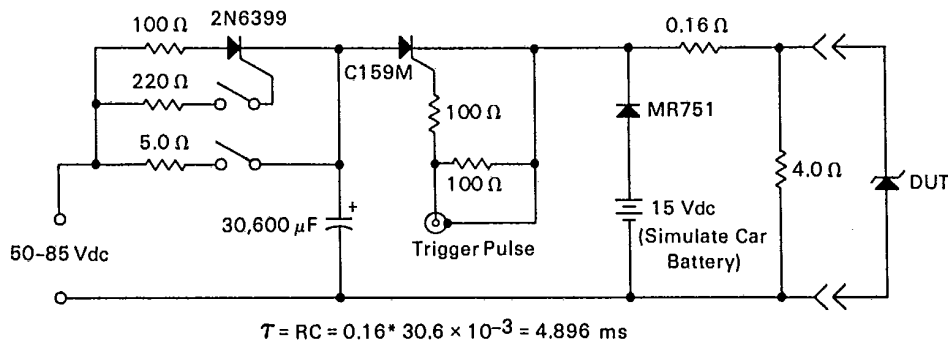 2N6399
100 Ω
0.16 Ω
C159M
220 Ω
100 Ω
MR751
5.0 Ω
100 Ω
4.0 Ω
DUT
+
30,600 μF
15 Vdc
(Simulate Car
Battery)
Trigger Pulse
50-85 Vdc
τ = RC = 0.16* 30.6 × 10⁻³ = 4.896 ms